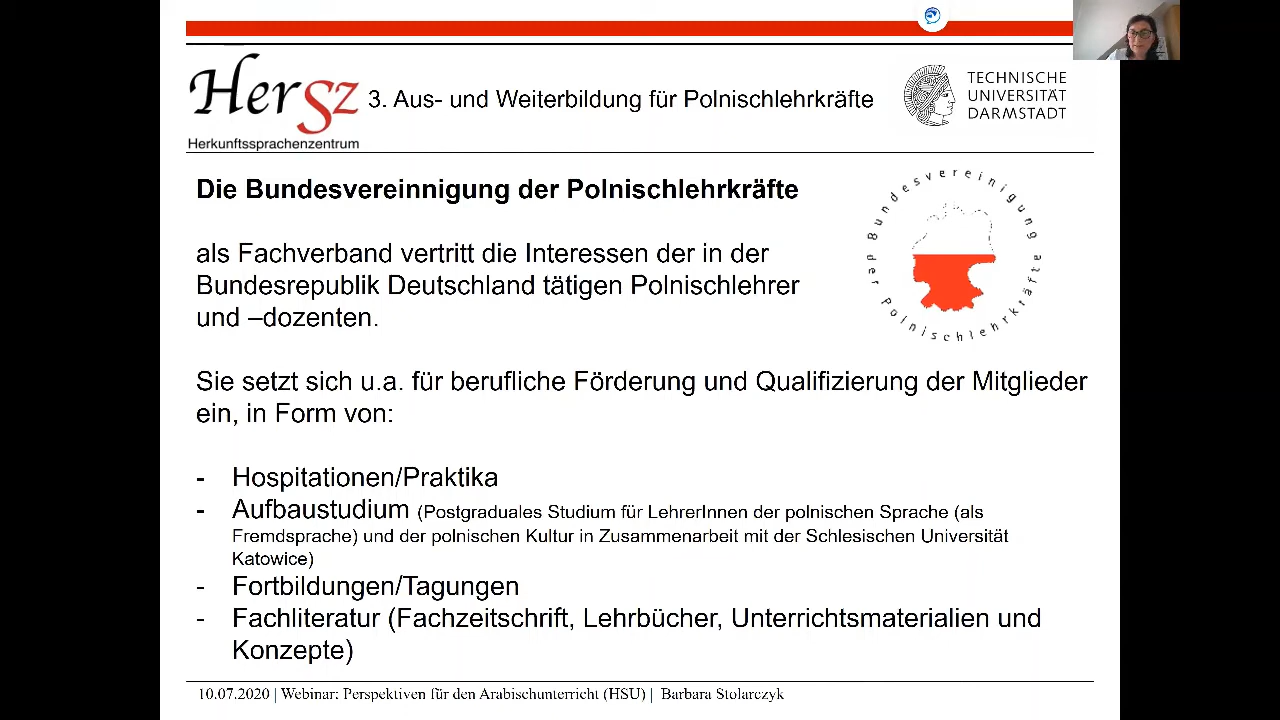 Hersz
Herkunftssprachenzentrum
3. Aus- und Weiterbildung für Polnischlehrkräfte
TECHNISCHE
UNIVERSITÄT
DARMSTADT
Die Bundesvereinnigung der Polnischlehrkräfte
Bundesvereinigung
der Polnischlehrkräfte
als Fachverband vertritt die Interessen der in der
Bundesrepublik Deutschland tätigen Polnischlehrer
und –dozenten.
Sie setzt sich u.a. für berufliche Förderung und Qualifizierung der Mitglieder
ein, in Form von:
- Hospitationen/Praktika
- Aufbaustudium (Postgraduales Studium für LehrerInnen der polnischen Sprache (als
Fremdsprache) und der polnischen Kultur in Zusammenarbeit mit der Schlesischen Universität
Katowice)
- Fortbildungen/Tagungen
- Fachliteratur (Fachzeitschrift, Lehrbücher, Unterrichtsmaterialien und
Konzepte)
10.07.2020 | Webinar: Perspektiven für den Arabischunterricht (HSU) | Barbara Stolarczyk